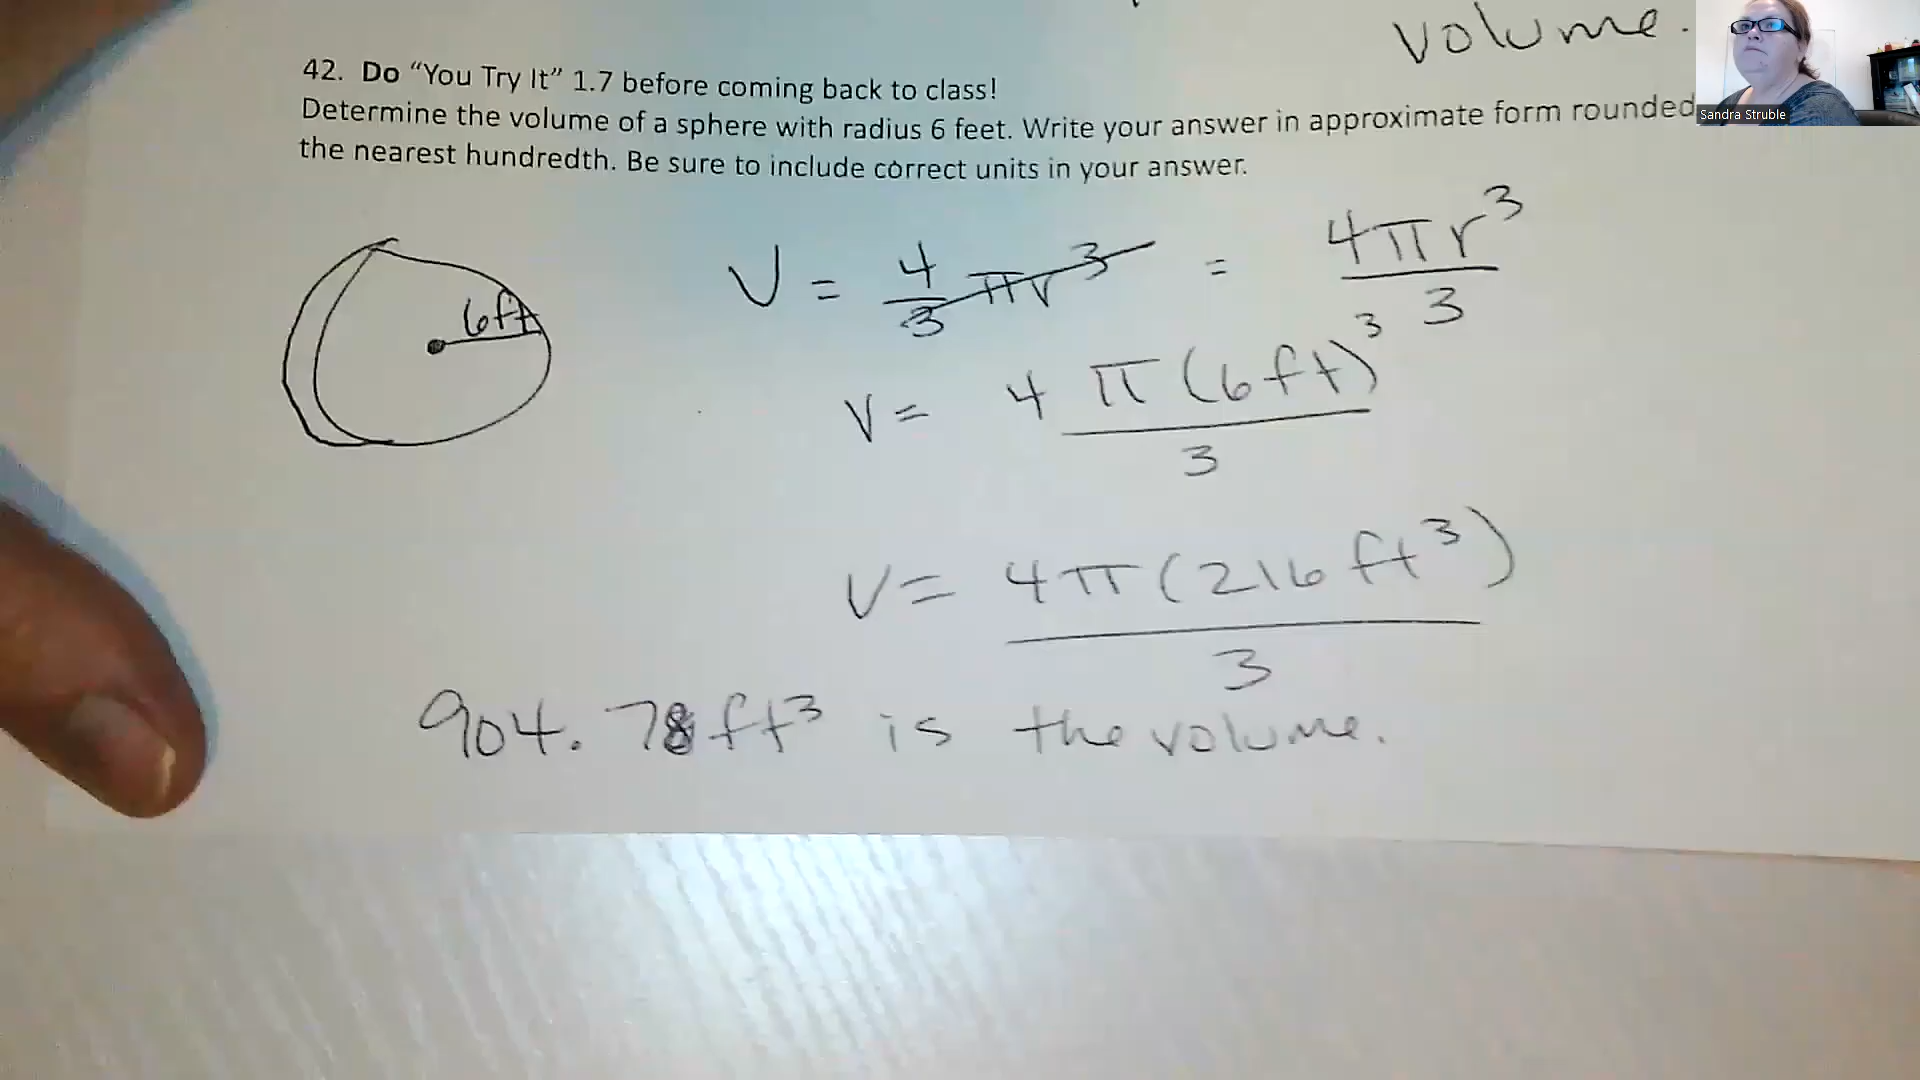 volume.
Sandra Struble
42. Do “You Try It” 1.7 before coming back to class!
Determine the volume of a sphere with radius 6 feet. Write your answer in approximate form rounded
the nearest hundredth. Be sure to include correct units in your answer.
6ft
V = 4/3 πr³ = 4πr³/3
V = 4π(6ft)³/3
V = 4π(216ft³)/3
904.78ft³ is the volume.